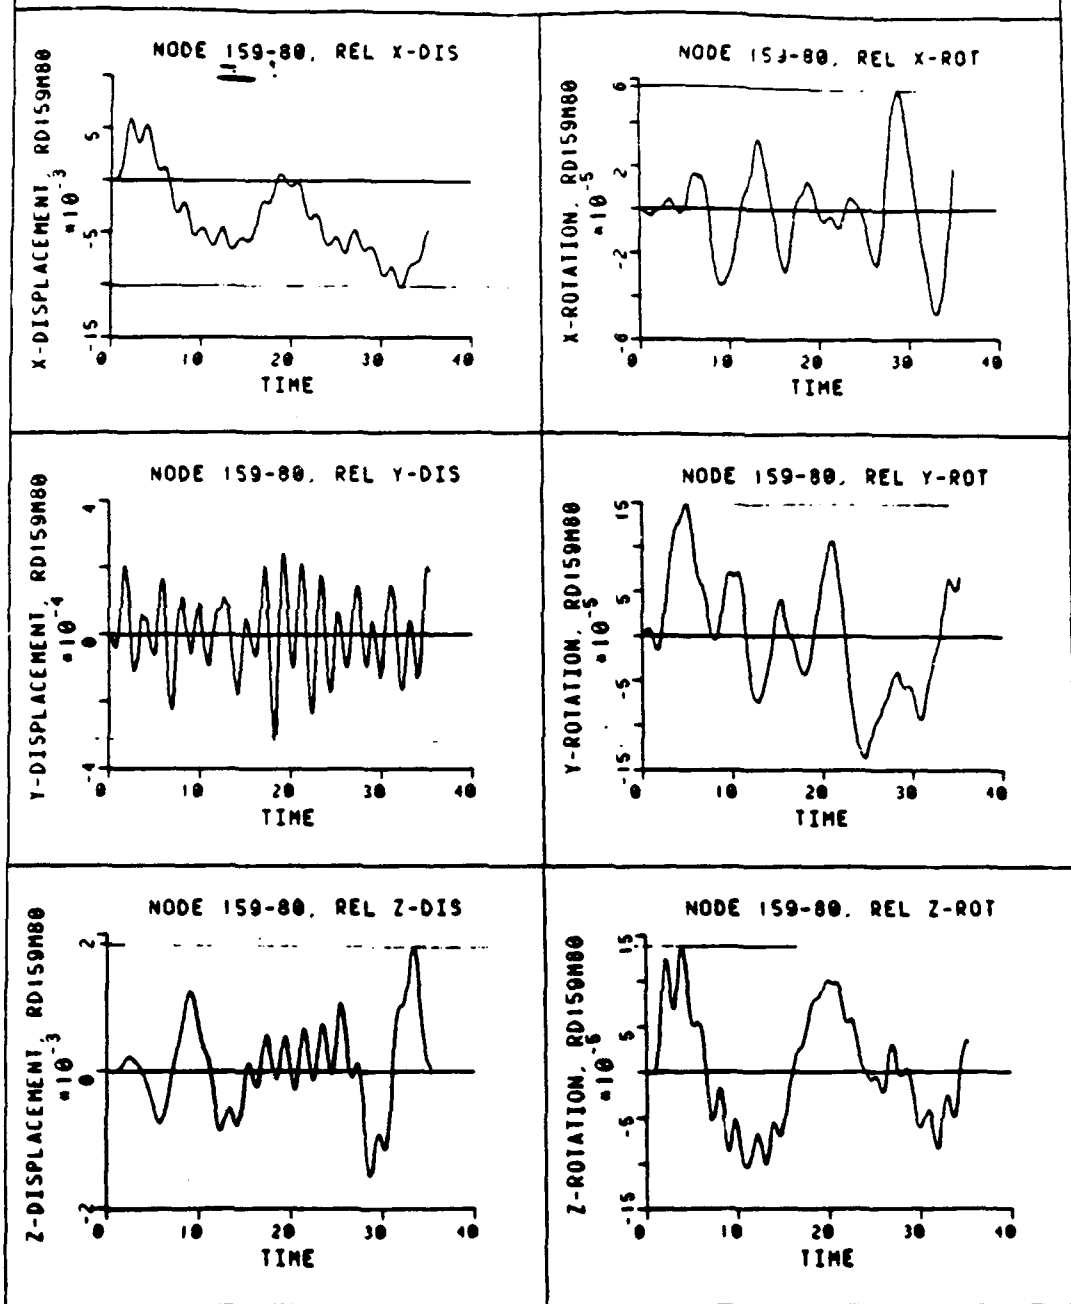 NODE 159-80, REL X-DIS
X-DISPLACEMENT, RD159M80
*10^-3
5
-5
-15
0 10 20 30 40
TIME
NODE 159-80, REL X-ROT
X-ROTATION, RD159M80
*10^-5
6
2
-2
-6
0 10 20 30 40
TIME
NODE 159-80, REL Y-DIS
Y-DISPLACEMENT, RD159M80
*10^-4
4
0
-4
0 10 20 30 40
TIME
NODE 159-80, REL Y-ROT
Y-ROTATION, RD159M80
*10^-5
15
5
-5
-15
0 10 20 30 40
TIME
NODE 159-80, REL Z-DIS
Z-DISPLACEMENT, RD159M80
*10^-3
2
0
-2
0 10 20 30 40
TIME
NODE 159-80, REL Z-ROT
Z-ROTATION, RD159M80
*10^-5
15
5
-5
-15
0 10 20 30 40
TIME